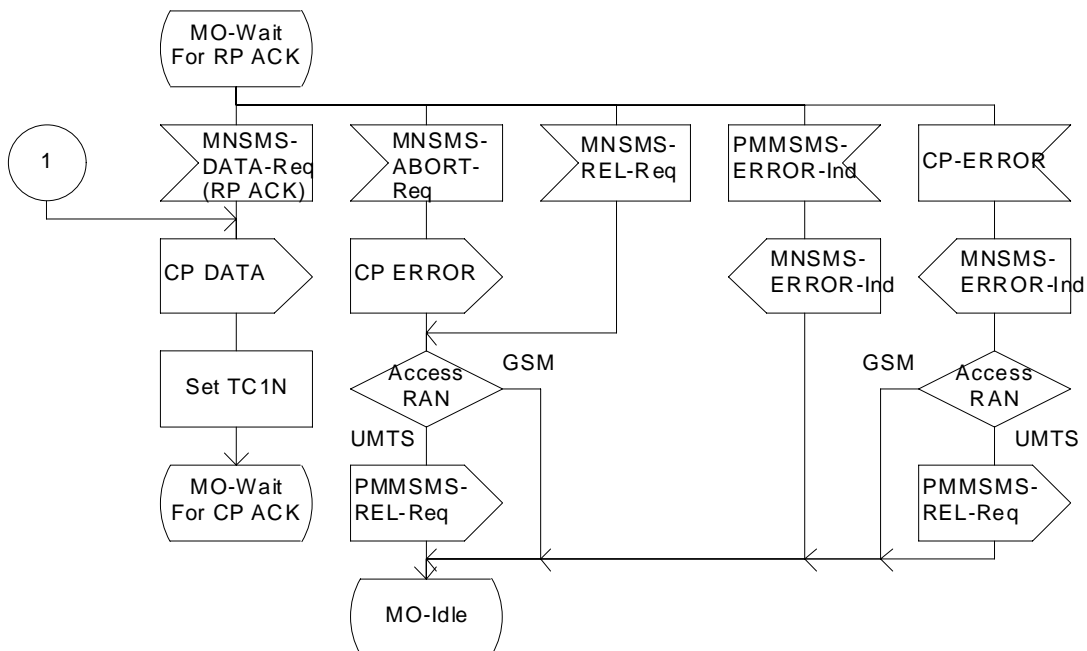 MO-Wait
For RP ACK
1
MNSMS-
DATA-Req
(RP ACK)
MNSMS-
ABORT-
Req
MNSMS-
REL-Req
PMMSMS-
ERROR-Ind
CP-ERROR
CP DATA
CP ERROR
MNSMS-
ERROR-Ind
MNSMS-
ERROR-Ind
Set TC1N
Access
RAN
GSM
UMTS
GSM
Access
RAN
UMTS
MO-Wait
For CP ACK
PMMSMS-
REL-Req
PMMSMS-
REL-Req
MO-Idle